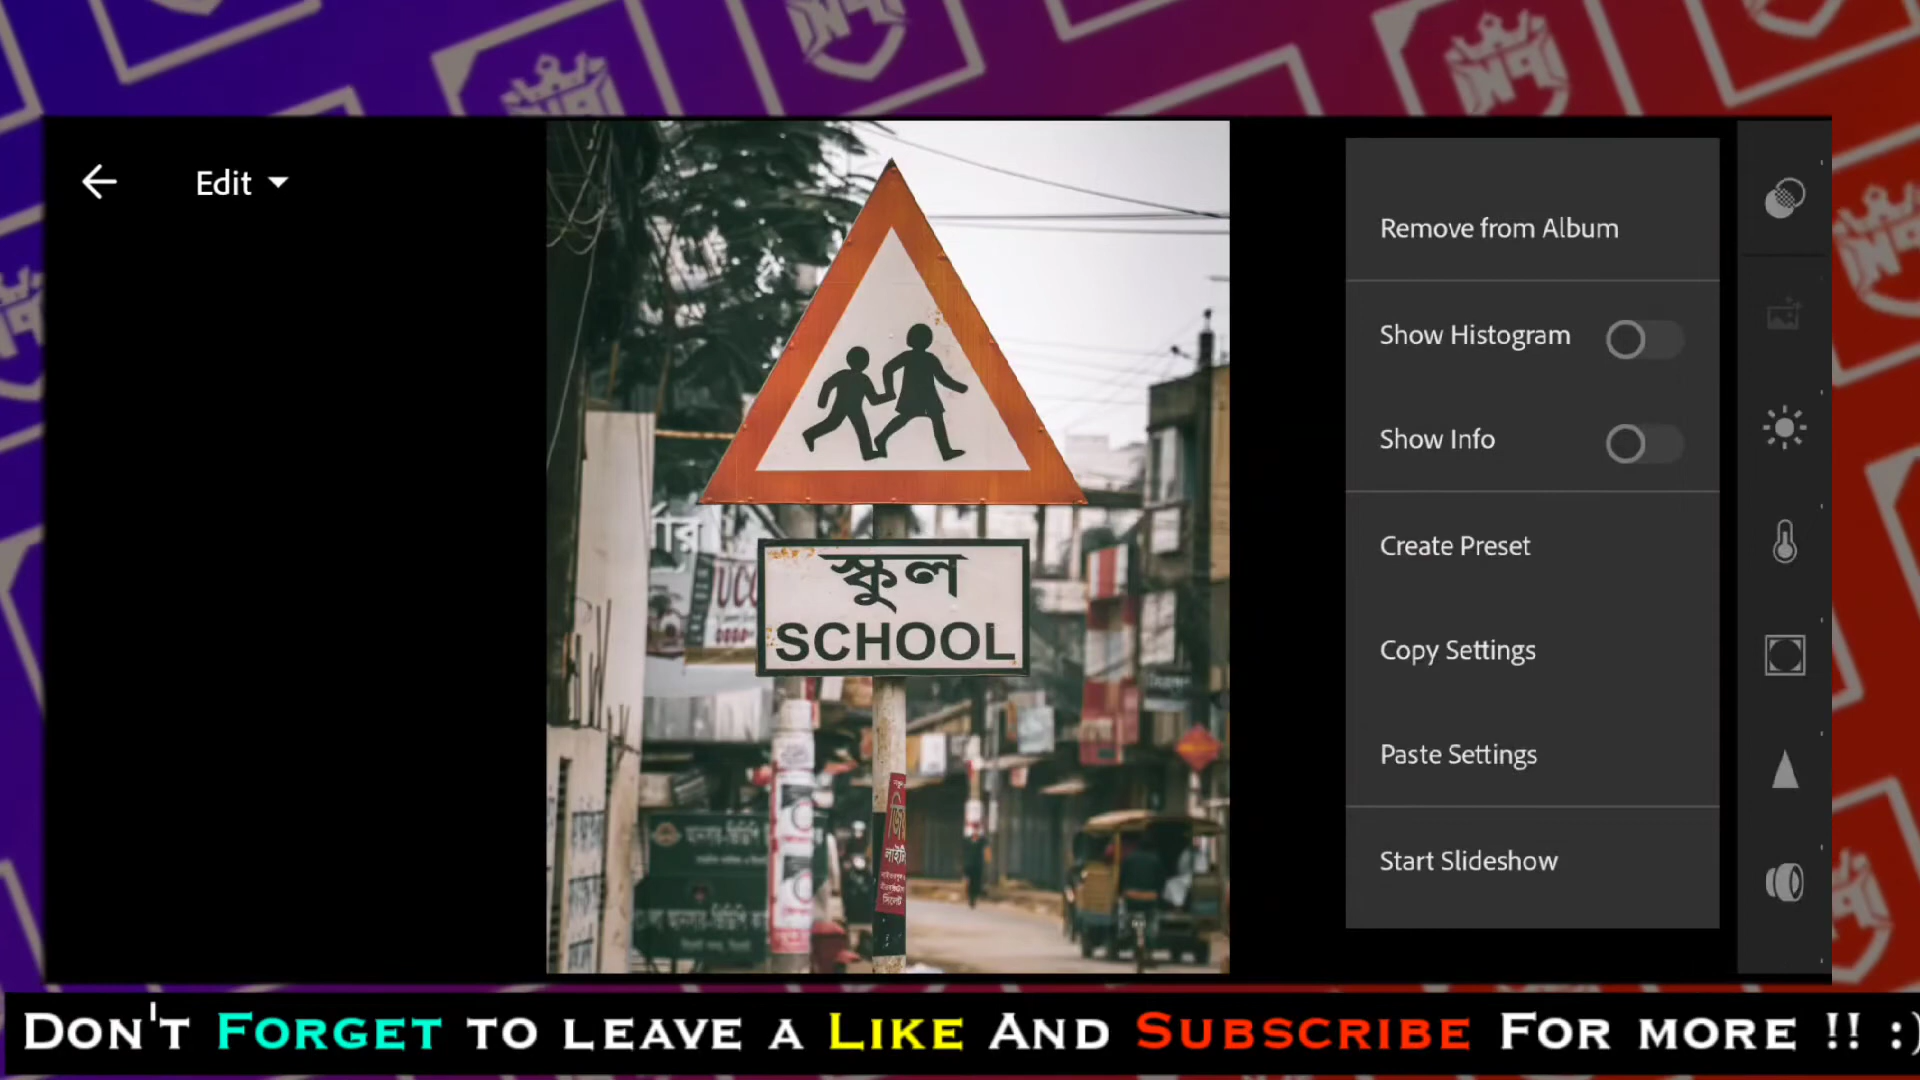 Edit
Remove from Album
Show Histogram
Show Info
Create Preset
Copy Settings
Paste Settings
Start Slideshow
UCC
স্কুল
SCHOOL
DON'T FORGET TO LEAVE A LIKE AND SUBSCRIBE FOR MORE !! :)